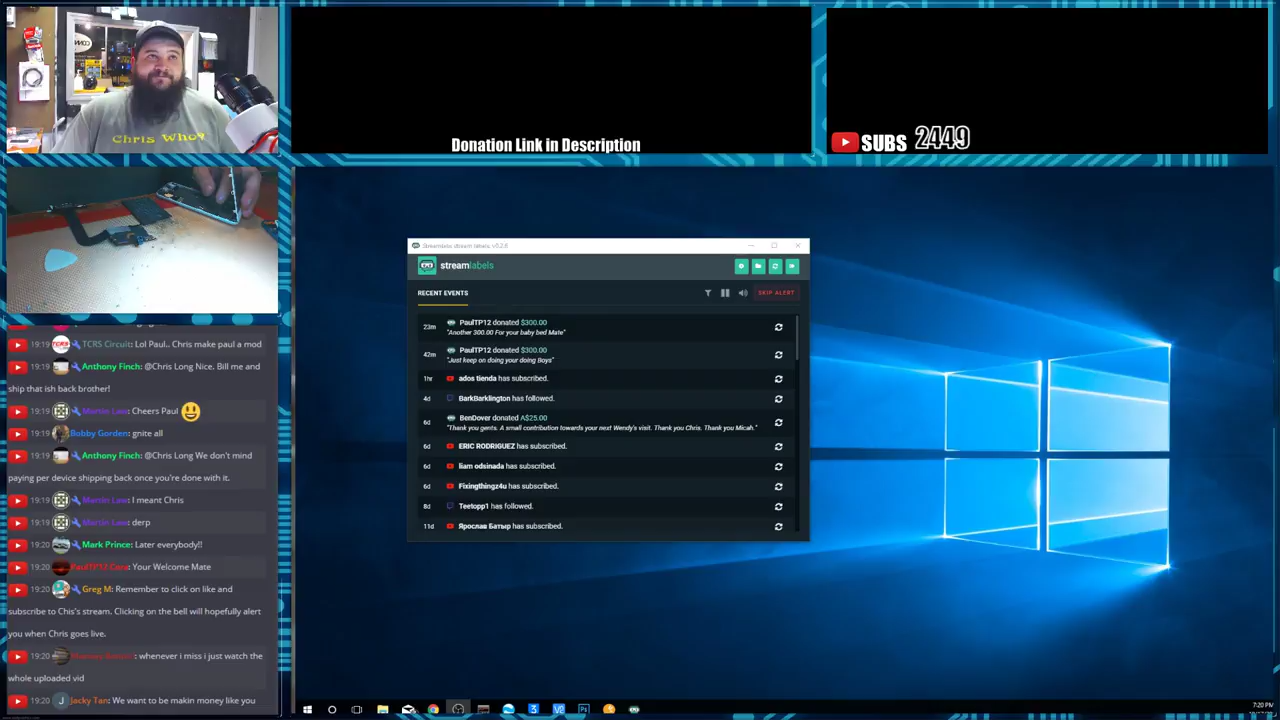 Chris Who?
Donation Link in Description
SUBS 2449
Streamlabs stream labels. v0.2.6
streamlabels
RECENT EVENTS
SKIP ALERT
23m
PaulTP12 donated $300.00
"Another 300.00 For your baby bed Mate"
42m
PaulTP12 donated $300.00
"Just keep on doing your doing Boys"
1hr
ados tienda has subscribed.
4d
BarkBarklington has followed.
6d
BenDover donated A$25.00
"Thank you gents. A small contribution towards your next Wendy's visit. Thank you Chris. Thank you Micah."
6d
ERIC RODRIGUEZ has subscribed.
6d
liam odsinada has subscribed.
6d
Fixingthingz4u has subscribed.
8d
Teetopp1 has followed.
11d
Ярослав Батыр has subscribed.
19:19 TCRS Circuit: Lol Paul.. Chris make paul a mod
19:19 Anthony Finch: @Chris Long Nice. Bill me and
ship that ish back brother!
19:19 Martin Law: Cheers Paul
19:19 Bobby Gorden: gnite all
19:19 Anthony Finch: @Chris Long We don't mind
paying per device shipping back once you're done with it.
19:19 Martin Law: I meant Chris
19:19 Martin Law: derp
19:20 Mark Prince: Later everybody!!
19:20 PaulTP12 : Your Welcome Mate
19:20 Greg M: Remember to click on like and
subscribe to Chis's stream. Clicking on the bell will hopefully alert
you when Chris goes live.
19:20 : whenever i miss i just watch the
whole uploaded vid
19:20 Jacky Tan: We want to be makin money like you
7:20 PM